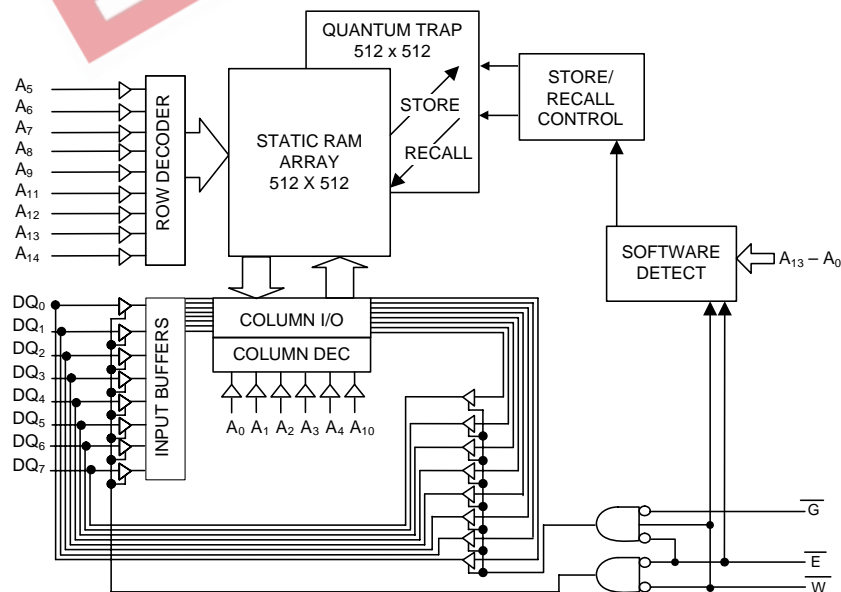 QUANTUM TRAP
512 x 512
STORE/
RECALL
CONTROL
A5
A6
A7
A8
A9
A11
A12
A13
A14
ROW DECODER
STATIC RAM
ARRAY
512 X 512
STORE
RECALL
SOFTWARE
DETECT
A13 – A0
DQ0
DQ1
DQ2
DQ3
DQ4
DQ5
DQ6
DQ7
INPUT BUFFERS
COLUMN I/O
COLUMN DEC
A0 A1 A2 A3 A4 A10
G
E
W